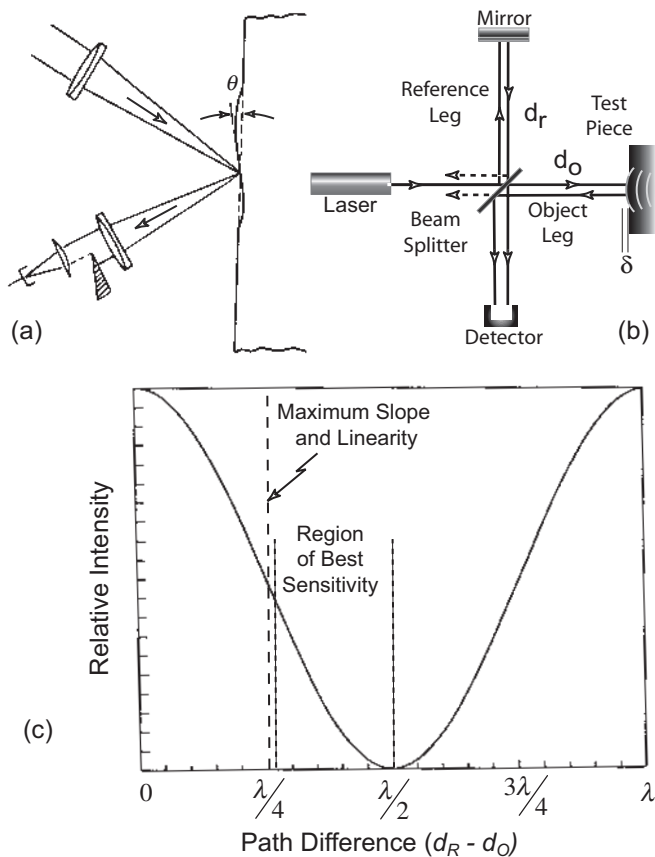 θ
(a)
Mirror
Reference
Leg
d_r
Test
Piece
d_o
Laser
Beam
Splitter
Object
Leg
δ
Detector
(b)
Maximum Slope
and Linearity
Region
of Best
Sensitivity
Relative Intensity
(c)
0
λ/4
λ/2
3λ/4
λ
Path Difference (d_R - d_O)